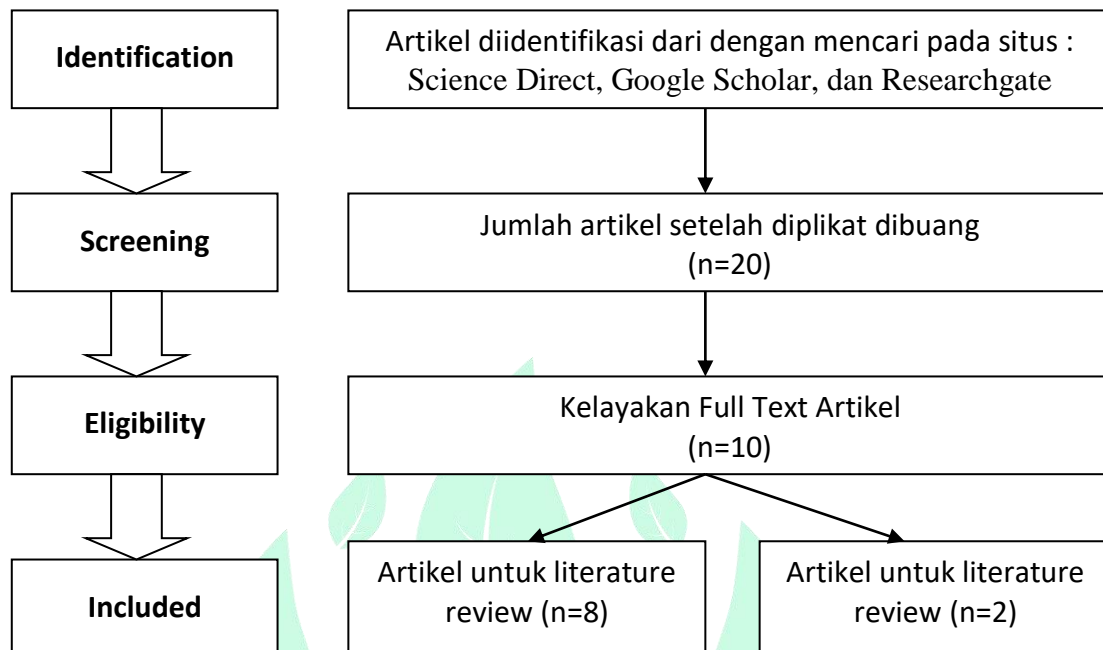 Identification
Artikel diidentifikasi dari dengan mencari pada situs :
Science Direct, Google Scholar, dan Researchgate
Screening
Jumlah artikel setelah diplikat dibuang
(n=20)
Eligibility
Kelayakan Full Text Artikel
(n=10)
Included
Artikel untuk literature
review (n=8)
Artikel untuk literature
review (n=2)